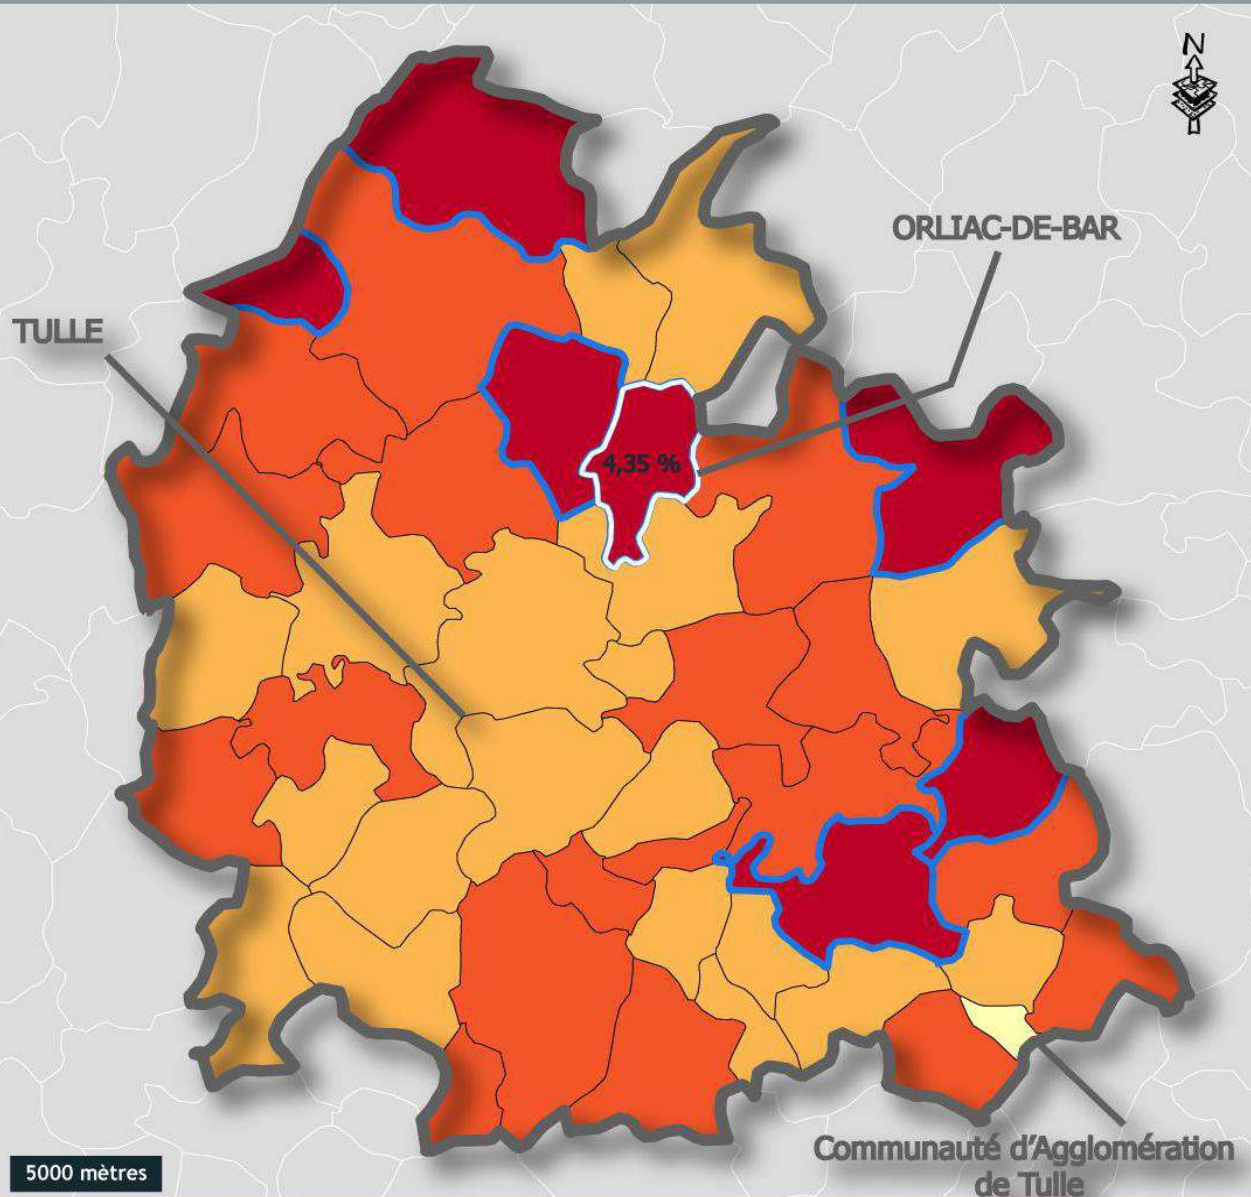 N
ORLIAC-DE-BAR
TULLE
4,35 %
Communauté d'Agglomération
de Tulle
5000 mètres